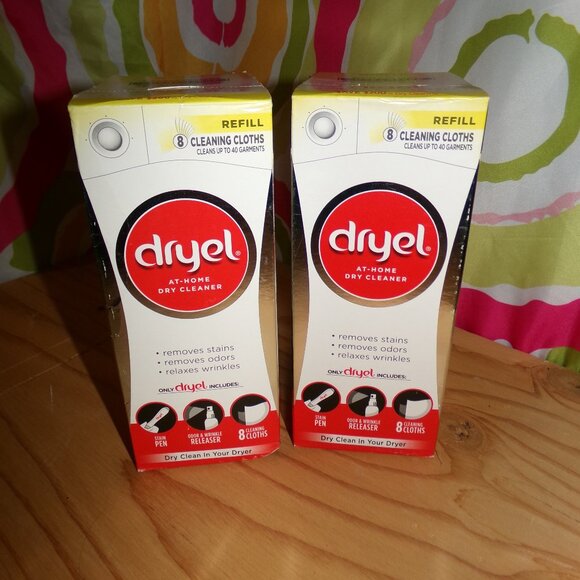 REFILL
8 CLEANING CLOTHS
CLEANS UP TO 40 GARMENTS
dryel®
AT-HOME
DRY CLEANER
• removes stains
• removes odors
• relaxes wrinkles
ONLY dryel INCLUDES:
STAIN
PEN
ODOR & WRINKLE
RELEASER
8 CLEANING
CLOTHS
Dry Clean In Your Dryer
REFILL
8 CLEANING CLOTHS
CLEANS UP TO 40 GARMENTS
dryel®
AT-HOME
DRY CLEANER
• removes stains
• removes odors
• relaxes wrinkles
ONLY dryel INCLUDES:
STAIN
PEN
ODOR & WRINKLE
RELEASER
8 CLEANING
CLOTHS
Dry Clean In Your Dryer